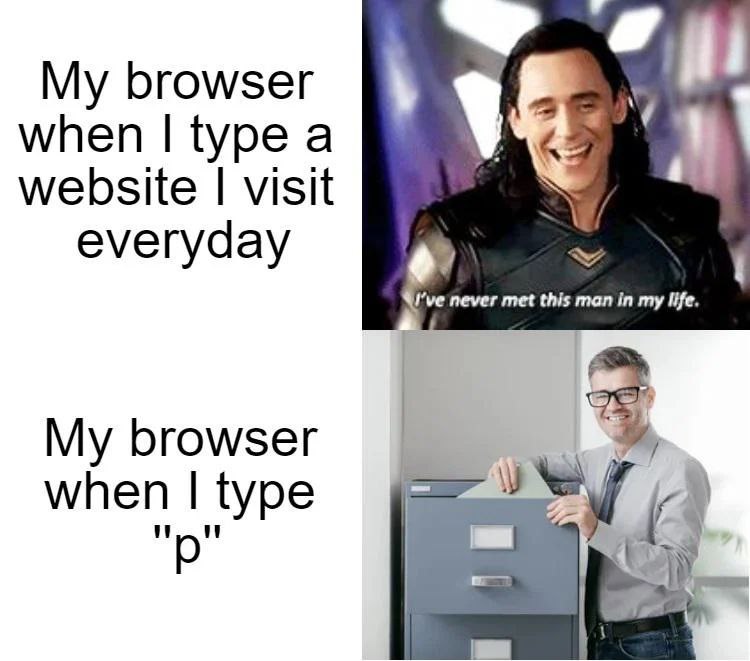 My browser
when I type a
website I visit
everyday
I've never met this man in my life.
My browser
when I type
"p"